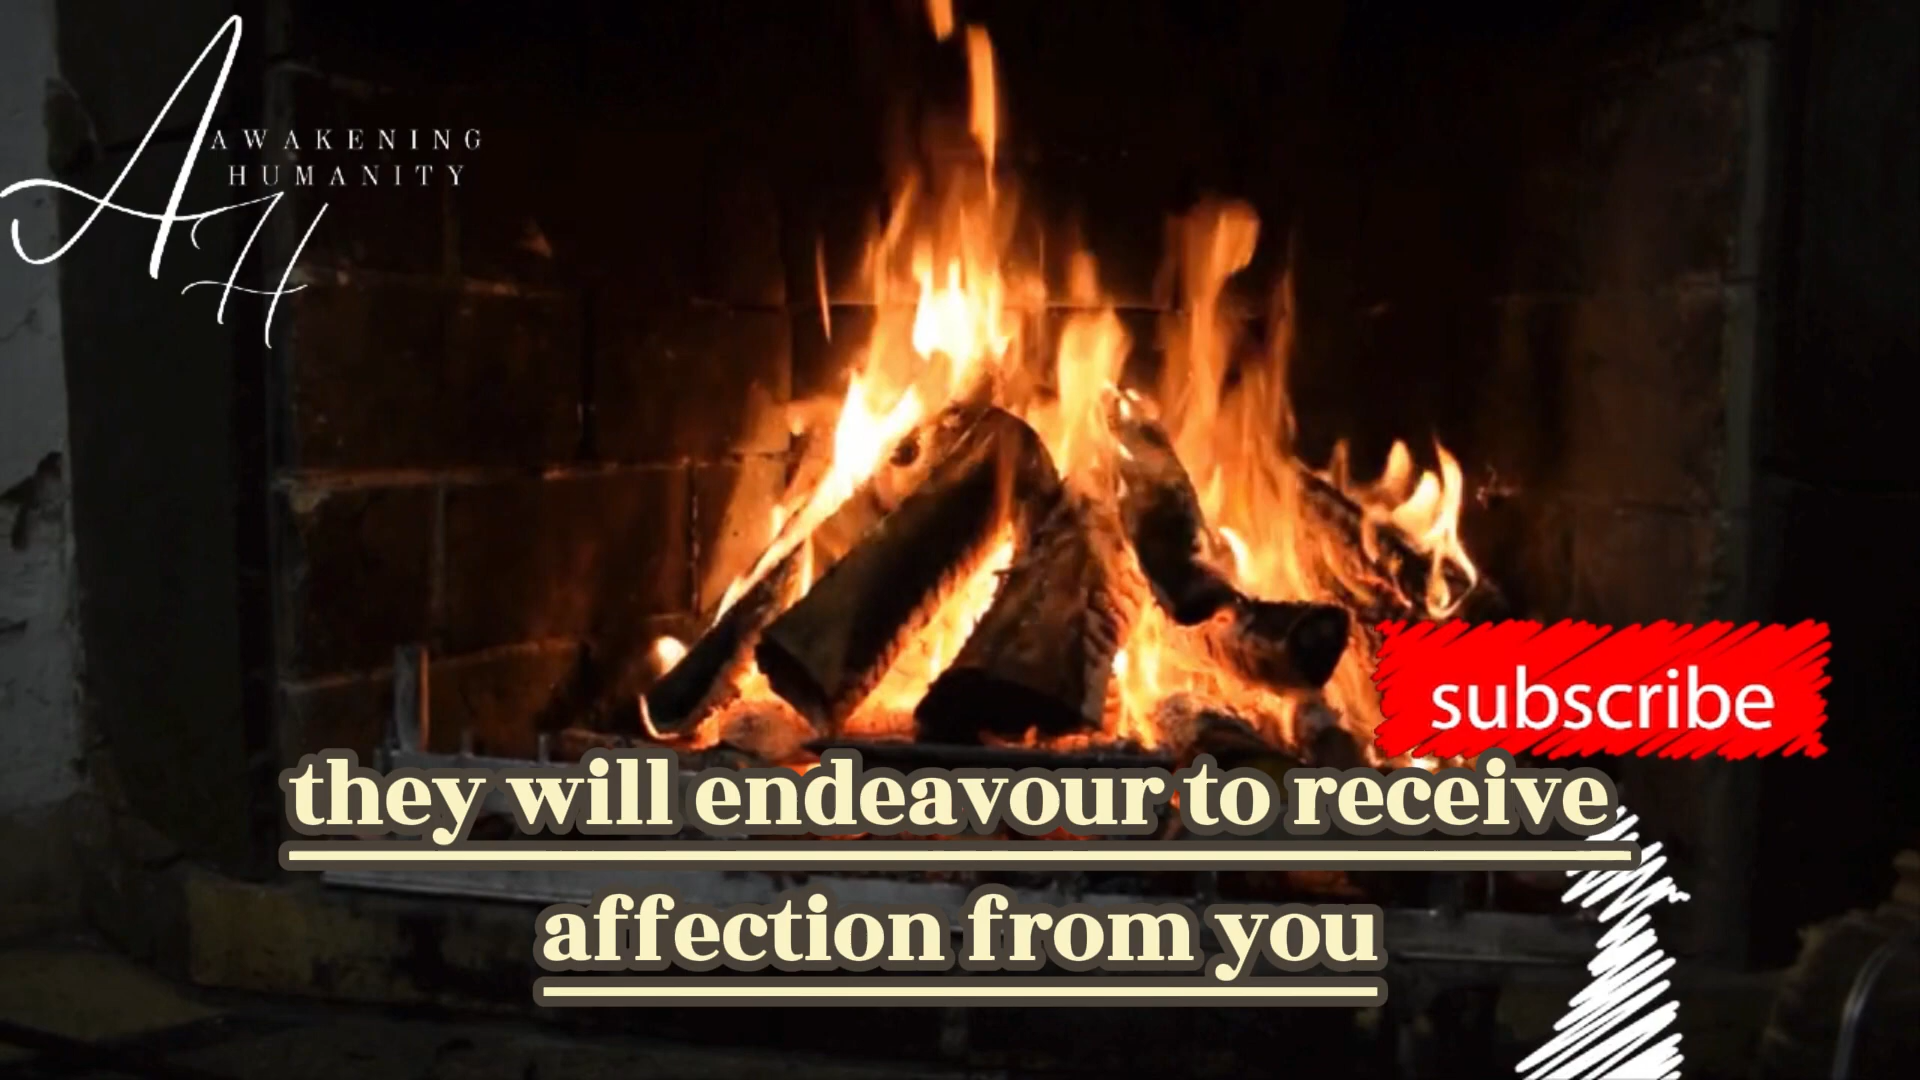 AWAKENING
HUMANITY
AH
subscribe
they will endeavour to receive
affection from you